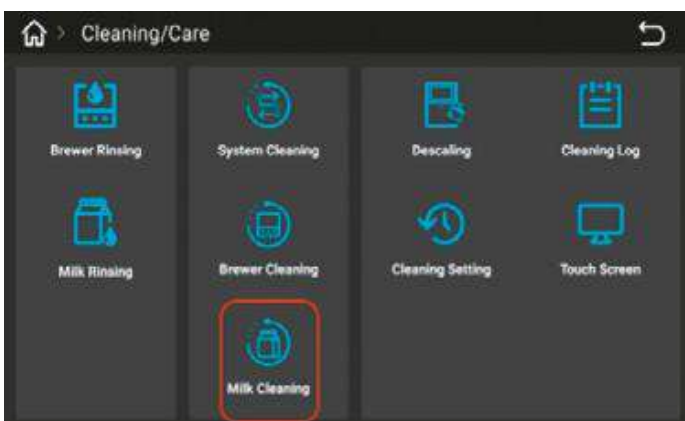 > Cleaning/Care
Brewer Rinsing
System Cleaning
Descaling
Cleaning Log
Milk Rinsing
Brewer Cleaning
Cleaning Setting
Touch Screen
Milk Cleaning